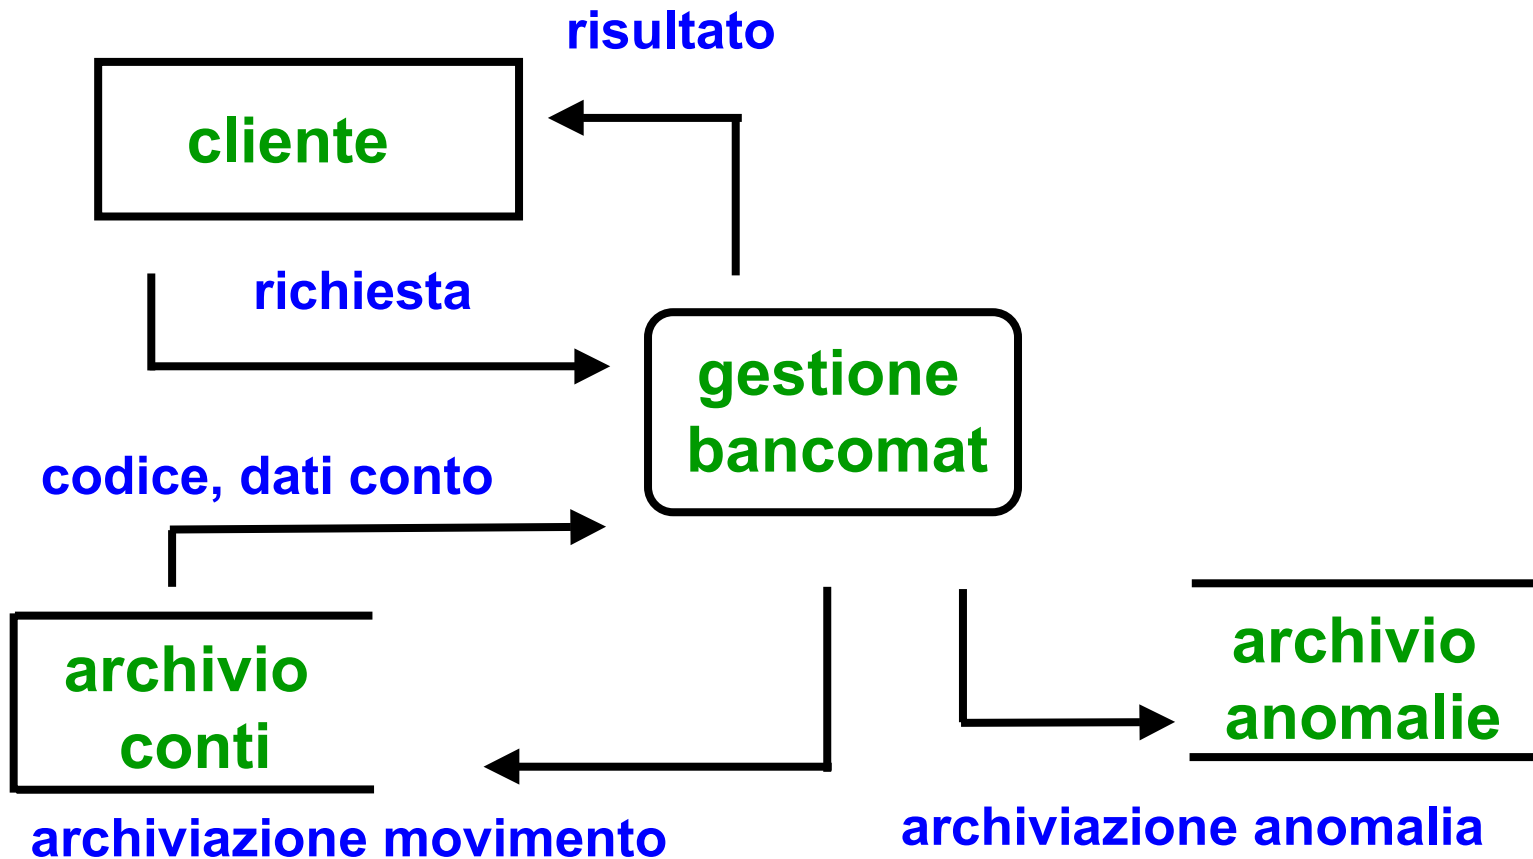 risultato
cliente
richiesta
gestione
bancomat
codice, dati conto
archivio
conti
archivio
anomalie
archiviazione movimento
archiviazione anomalia